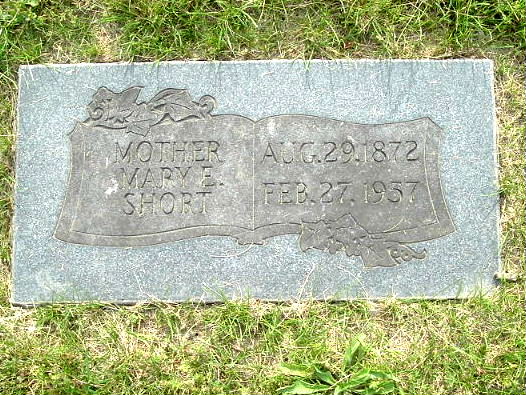 MOTHER
MARY E.
SHORT
AUG. 29. 1872
FEB. 27. 1957